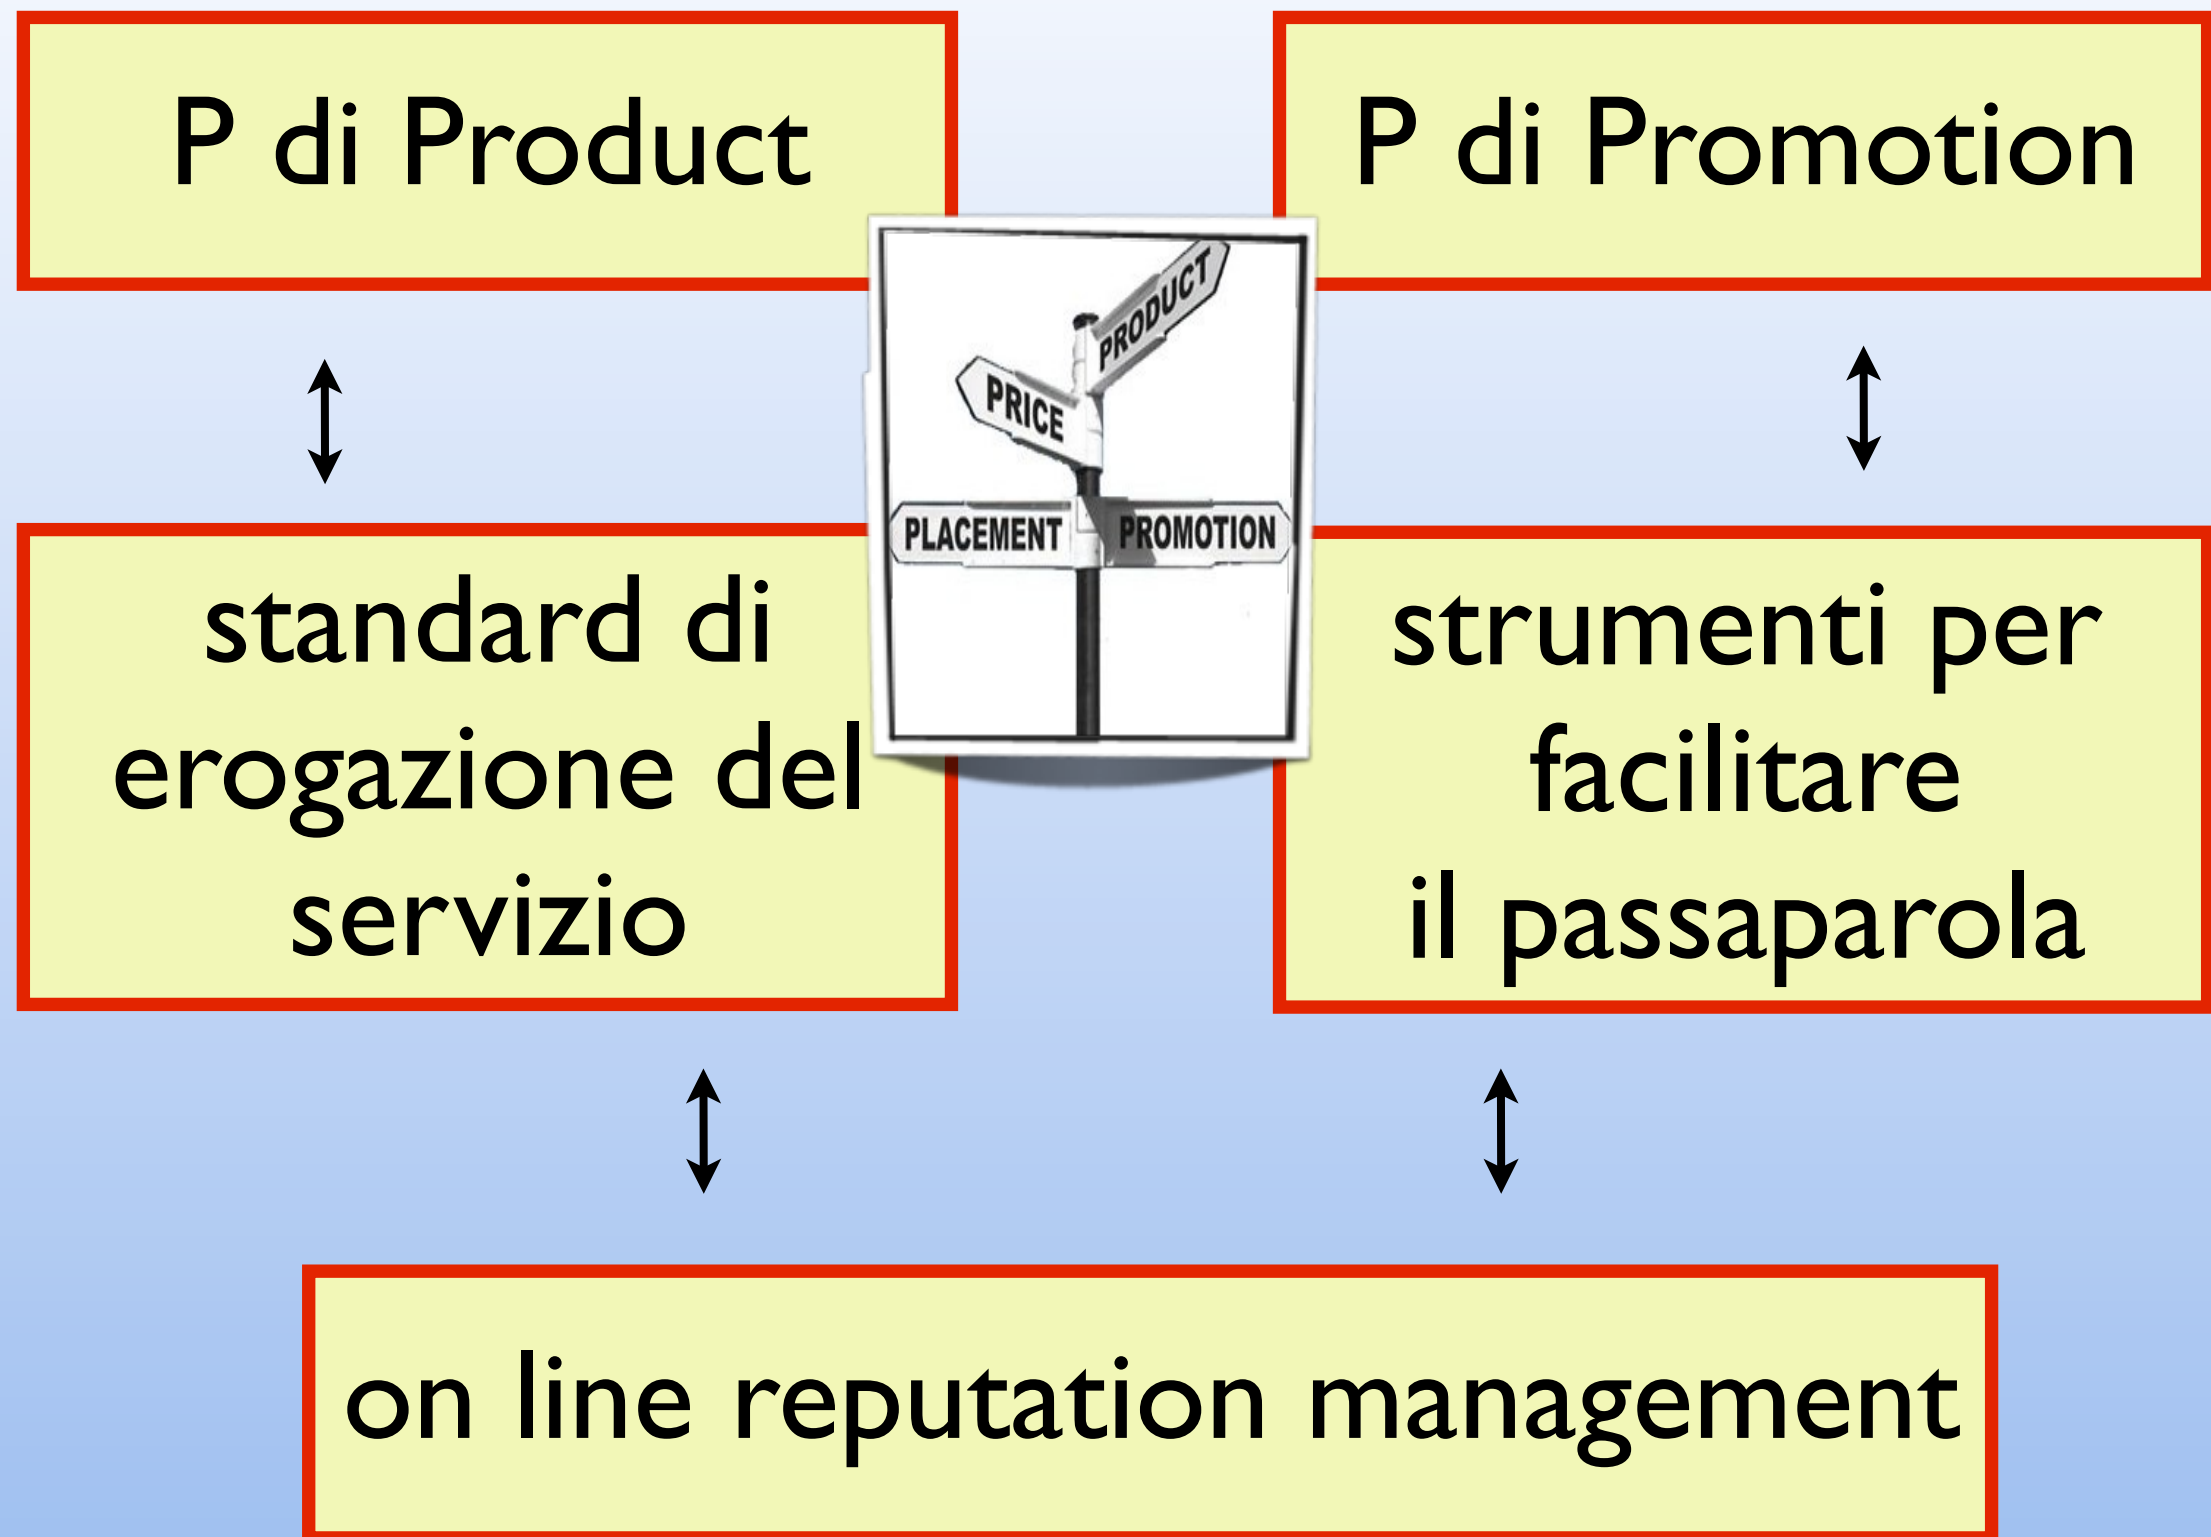 P di Product
P di Promotion
PRODUCT
PRICE
PLACEMENT
PROMOTION
standard di
erogazione del
servizio
strumenti per
facilitare
il passaparola
on line reputation management